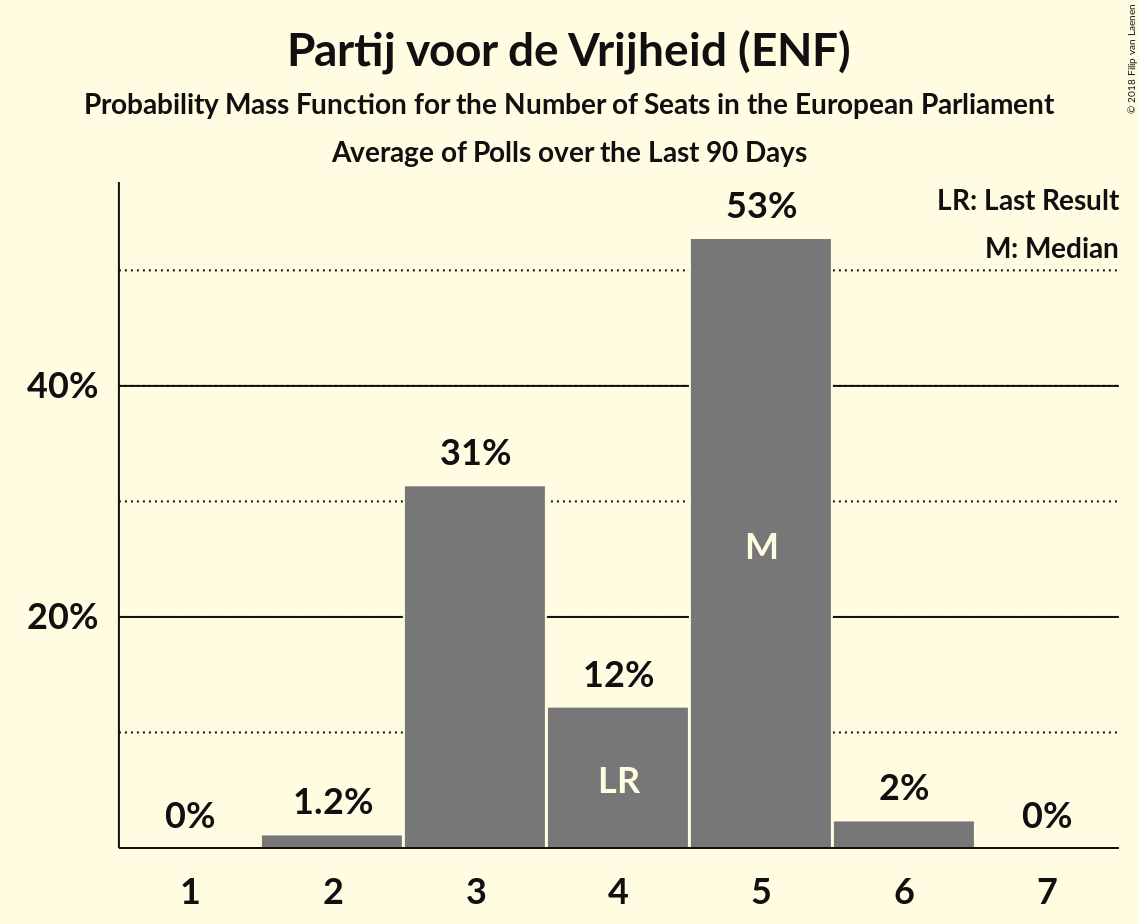 Partij voor de Vrijheid (ENF)
Probability Mass Function for the Number of Seats in the European Parliament
Average of Polls over the Last 90 Days
© 2018 Filip van Laenen
LR: Last Result
M: Median
53%
40%
31%
M
20%
12%
LR
0%
1.2%
2%
0%
1 2 3 4 5 6 7